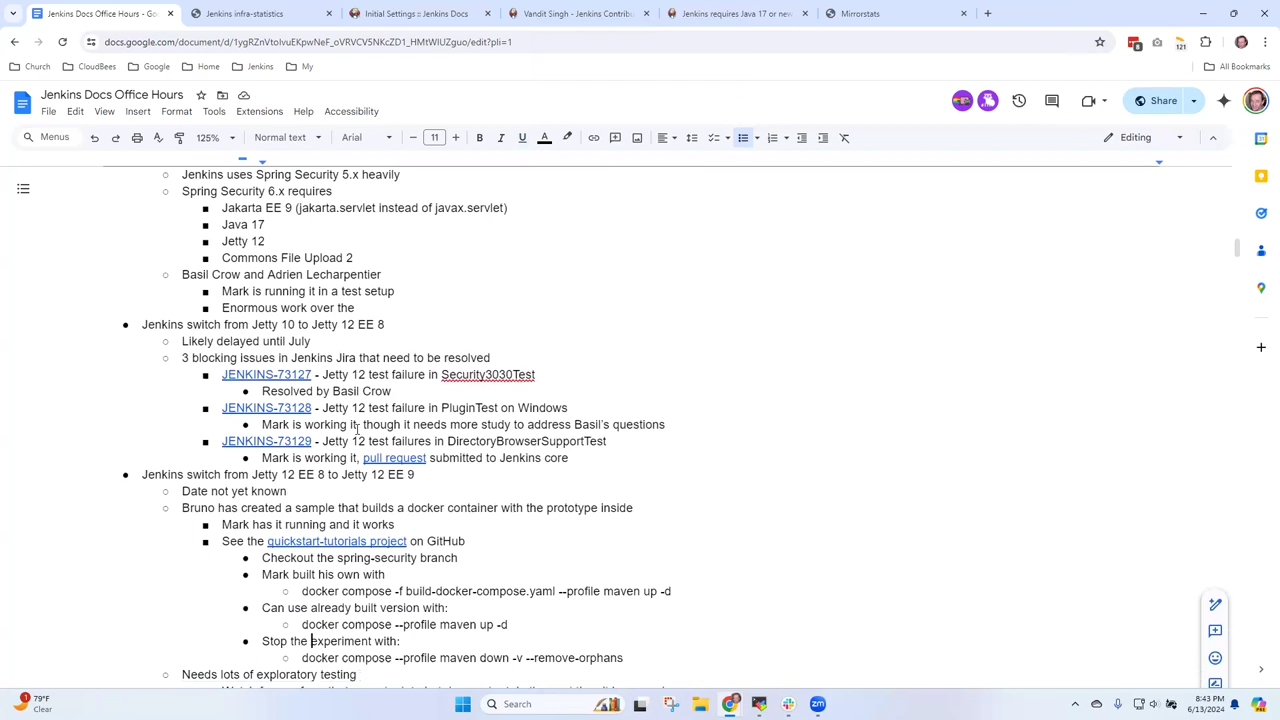 Jenkins Docs Office Hours - G
Jenkins infra-statistics
Initial Settings :: Jenkins Docs
Vandit Singh - Jenkins Contribu
Jenkins requires Java 17 or new
Mirrorstats
docs.google.com/document/d/1ygRZnVtolvuEKpwNeF_oVRVCV5NKcZD1_HMtWlUZguo/edit?pli=1
8
121
Church
CloudBees
Google
Home
Jenkins
My
All Bookmarks
Jenkins Docs Office Hours
File Edit View Insert Format Tools Extensions Help Accessibility
Share
Menus
125%
Normal text
Arial
11
B I U A
Editing
Jenkins uses Spring Security 5.x heavily
Spring Security 6.x requires
Jakarta EE 9 (jakarta.servlet instead of javax.servlet)
Java 17
Jetty 12
Commons File Upload 2
Basil Crow and Adrien Lecharpentier
Mark is running it in a test setup
Enormous work over the
Jenkins switch from Jetty 10 to Jetty 12 EE 8
Likely delayed until July
3 blocking issues in Jenkins Jira that need to be resolved
JENKINS-73127 - Jetty 12 test failure in Security3030Test
Resolved by Basil Crow
JENKINS-73128 - Jetty 12 test failure in PluginTest on Windows
Mark is working it, though it needs more study to address Basil's questions
JENKINS-73129 - Jetty 12 test failures in DirectoryBrowserSupportTest
Mark is working it, pull request submitted to Jenkins core
Jenkins switch from Jetty 12 EE 8 to Jetty 12 EE 9
Date not yet known
Bruno has created a sample that builds a docker container with the prototype inside
Mark has it running and it works
See the quickstart-tutorials project on GitHub
Checkout the spring-security branch
Mark built his own with
docker compose -f build-docker-compose.yaml --profile maven up -d
Can use already built version with:
docker compose --profile maven up -d
Stop the experiment with:
docker compose --profile maven down -v --remove-orphans
Needs lots of exploratory testing
79°F
Clear
Search
8:43 PM
6/13/2024